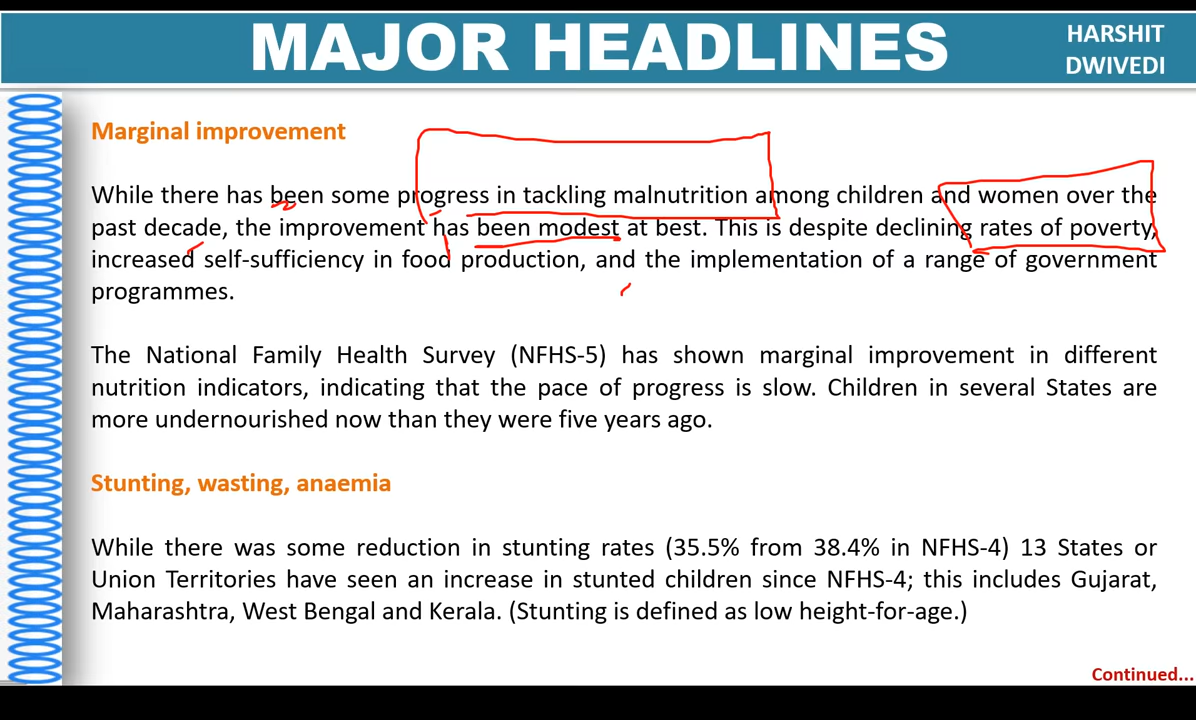 MAJOR HEADLINES
HARSHIT
DWIVEDI
Marginal improvement
While there has been some progress in tackling malnutrition among children and women over the
past decade, the improvement has been modest at best. This is despite declining rates of poverty,
increased self-sufficiency in food production, and the implementation of a range of government
programmes.
The National Family Health Survey (NFHS-5) has shown marginal improvement in different
nutrition indicators, indicating that the pace of progress is slow. Children in several States are
more undernourished now than they were five years ago.
Stunting, wasting, anaemia
While there was some reduction in stunting rates (35.5% from 38.4% in NFHS-4) 13 States or
Union Territories have seen an increase in stunted children since NFHS-4; this includes Gujarat,
Maharashtra, West Bengal and Kerala. (Stunting is defined as low height-for-age.)
Continued...